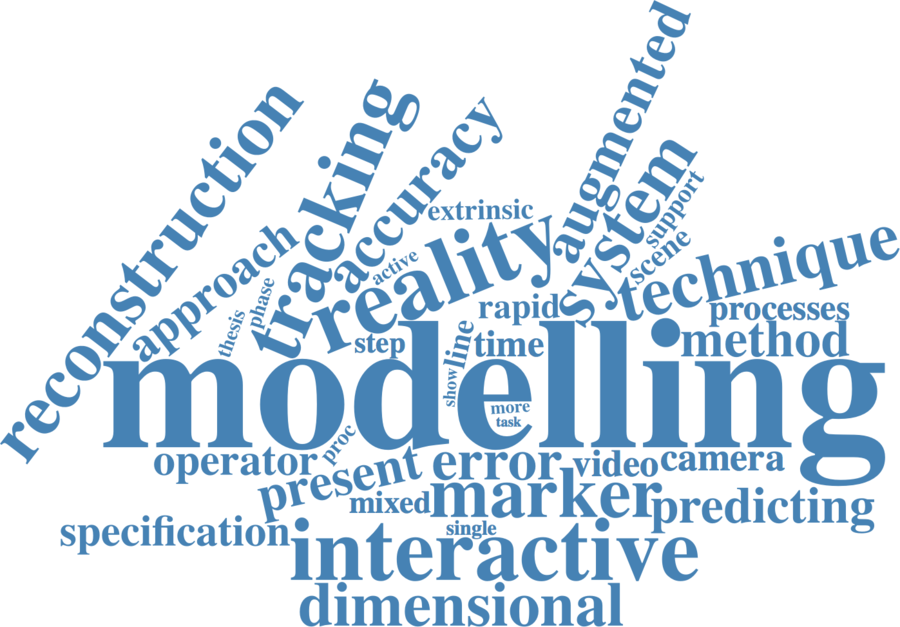 augmented
reconstruction
tracking
accuracy
system
support
extrinsic
reality
approach
active
scene
technique
phase
thesis
rapid
processes
step
line
time
method
modelling
show
more
task
proc
operator
present
error
video
camera
mixed
marker
predicting
specification
single
interactive
dimensional